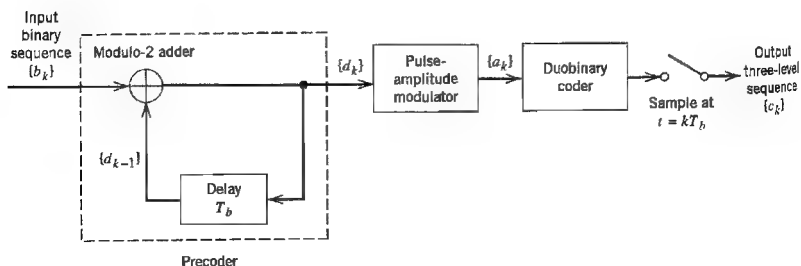 Input
binary
sequence
{b_k}
Modulo-2 adder
{d_{k-1}}
Delay
T_b
Precoder
{d_k}
Pulse-
amplitude
modulator
{a_k}
Duobinary
coder
Sample at
t = kT_b
Output
three-level
sequence
{c_k}